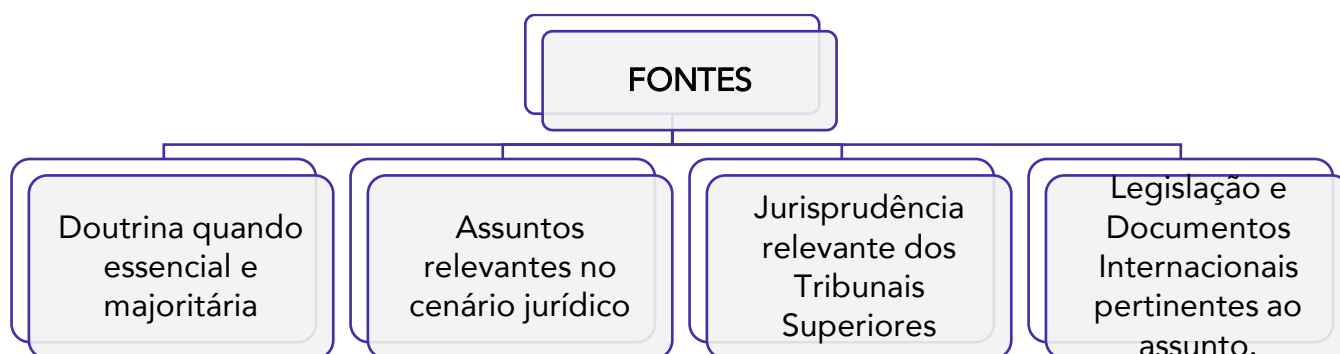 FONTES
Doutrina quando
essencial e
majoritária
Assuntos
relevantes no
cenário jurídico
Jurisprudência
relevante dos
Tribunais
Superiores
Legislação e
Documentos
Internacionais
pertinentes ao
assunto.